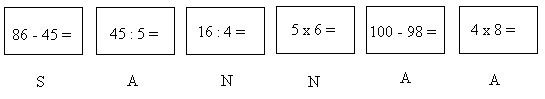 86 - 45 = 45 : 5 = 16 : 4 = 5 x 6 = 100 - 98 = 4 x 8 =
S A N N A A